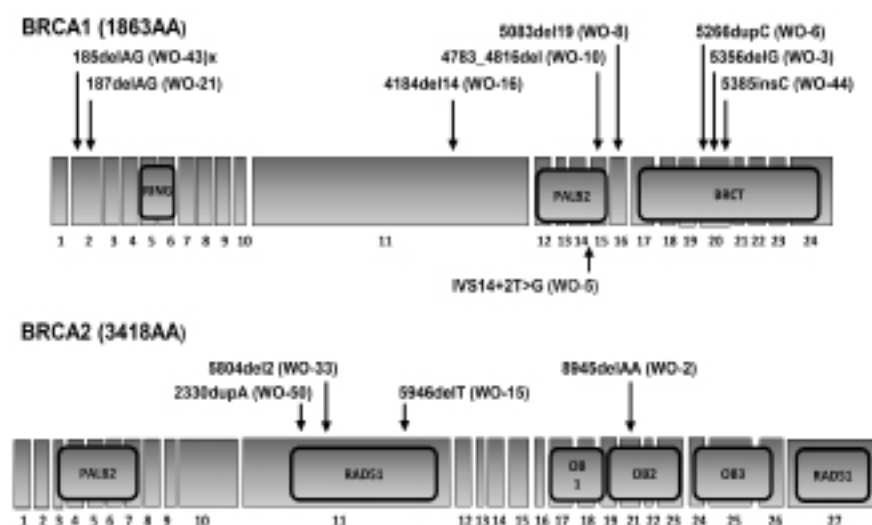 BRCA1 (1863AA)
5083del19 (WO-8) 5266dupC (WO-6)
185delAG (WO-43)x 4783_4816del (WO-10) 5356delG (WO-3)
187delAG (WO-21) 4184del14 (WO-16) 5385insC (WO-44)
RING PALB2 BRCT
1 2 3 4 5 6 7 8 9 10 11 12 13 14 15 16 17 18 19 20 21 22 23 24
IVS14+2T>G (WO-5)
BRCA2 (3418AA)
5804del2 (WO-33) 8945delAA (WO-2)
2330dupA (WO-50) 5946delT (WO-15)
PALB2 RAD51 OB 1 OB2 OB3 RAD51
1 2 3 4 5 6 7 8 9 10 11 12 13 14 15 16 17 18 19 21 22 23 24 25 26 27